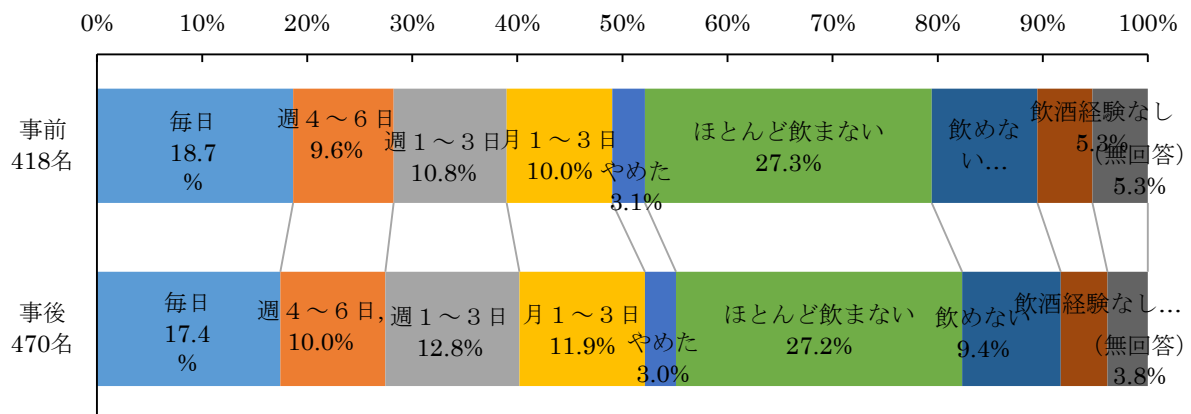 0% 10% 20% 30% 40% 50% 60% 70% 80% 90% 100%
事前
418名
毎日
18.7
%
週４～６日
9.6%
週１～３日
10.8%
月１～３日
10.0%
やめた
3.1%
ほとんど飲まない
27.3%
飲めな
い…
飲酒経験なし
5.3%
(無回答)
5.3%
事後
470名
毎日
17.4
%
週４～６日,
10.0%
週１～３日
12.8%
月１～３日
11.9%
やめた
3.0%
ほとんど飲まない
27.2%
飲めない
9.4%
飲酒経験なし…
(無回答)
3.8%